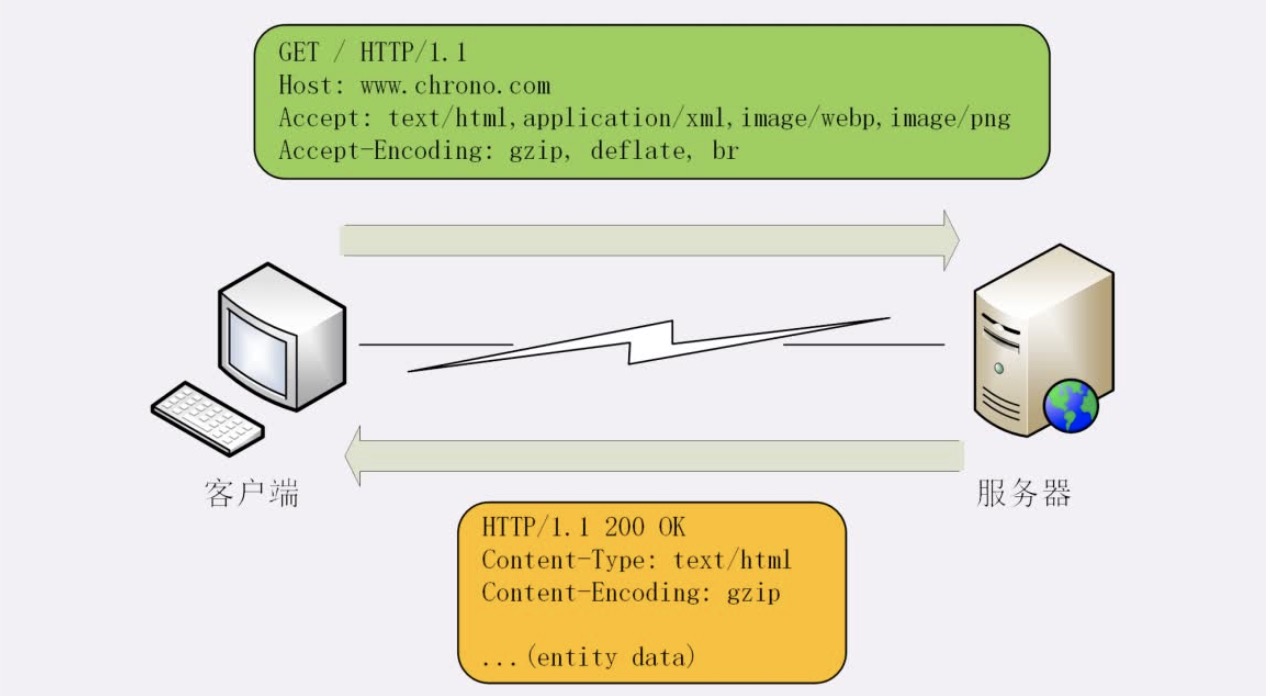 GET / HTTP/1.1
Host: www.chrono.com
Accept: text/html,application/xml,image/webp,image/png
Accept-Encoding: gzip, deflate, br
客户端
服务器
HTTP/1.1 200 OK
Content-Type: text/html
Content-Encoding: gzip
...(entity data)